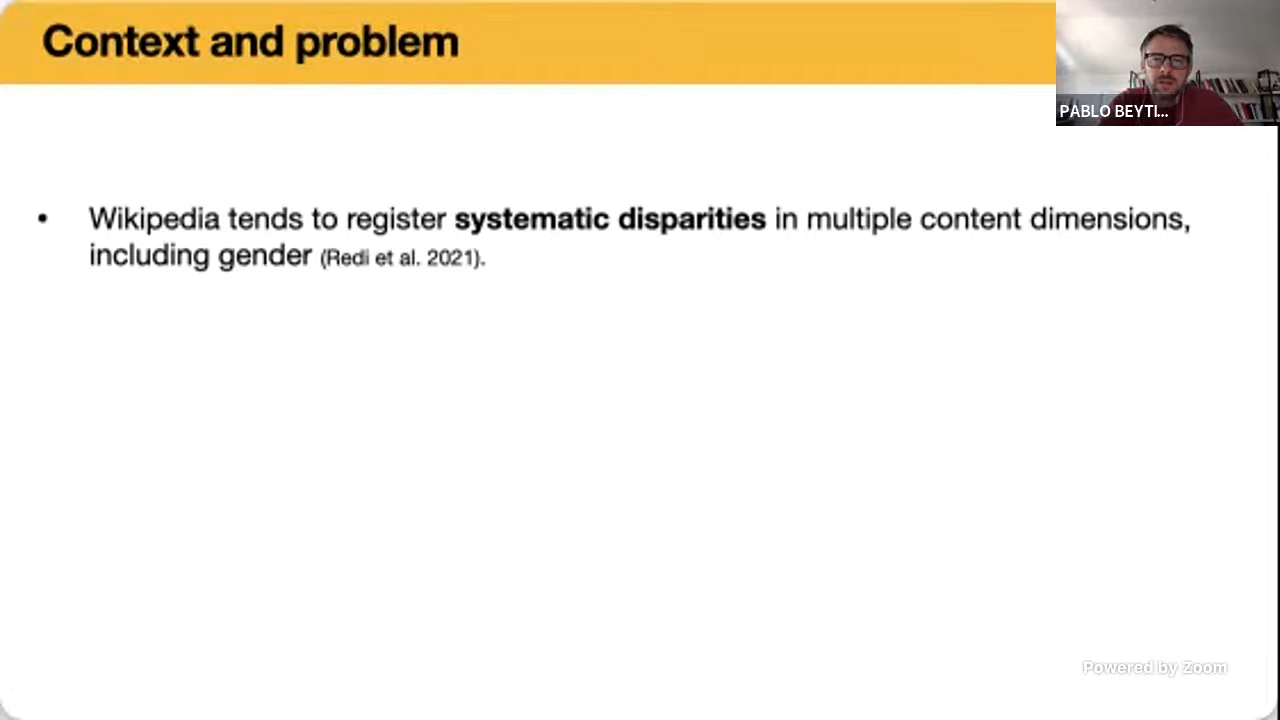 Context and problem
PABLO BEYTI...
• Wikipedia tends to register systematic disparities in multiple content dimensions,
including gender (Redi et al. 2021).
Powered by Zoom